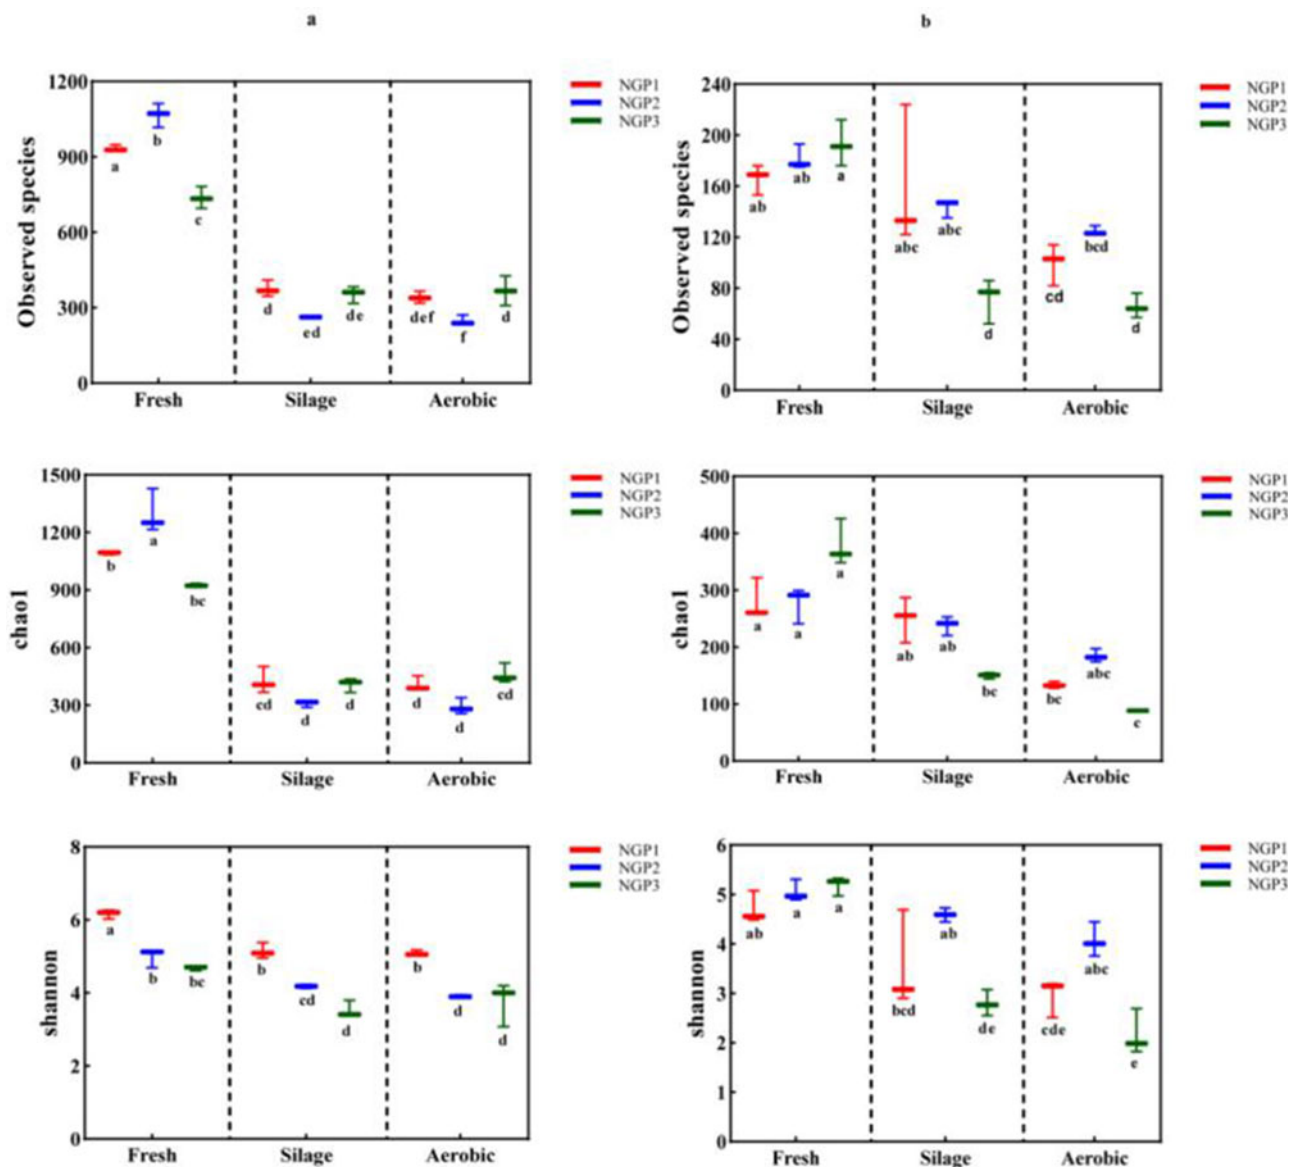 a
Observed species
1200
900
600
300
0
a
b
c
d
ed
de
def
f
d
Fresh
Silage
Aerobic
NGP1
NGP2
NGP3
b
Observed species
240
200
160
120
80
40
0
ab
ab
a
abc
abc
d
cd
bcd
d
Fresh
Silage
Aerobic
NGP1
NGP2
NGP3
chao1
1500
1200
900
600
300
0
b
a
bc
cd
d
d
d
d
cd
Fresh
Silage
Aerobic
NGP1
NGP2
NGP3
chao1
500
400
300
200
100
0
a
a
a
ab
ab
bc
bc
abc
c
Fresh
Silage
Aerobic
NGP1
NGP2
NGP3
shannon
8
6
4
2
0
a
b
bc
b
cd
d
b
d
d
Fresh
Silage
Aerobic
NGP1
NGP2
NGP3
shannon
6
5
4
3
2
1
0
ab
a
a
bcd
ab
de
cde
abc
e
Fresh
Silage
Aerobic
NGP1
NGP2
NGP3